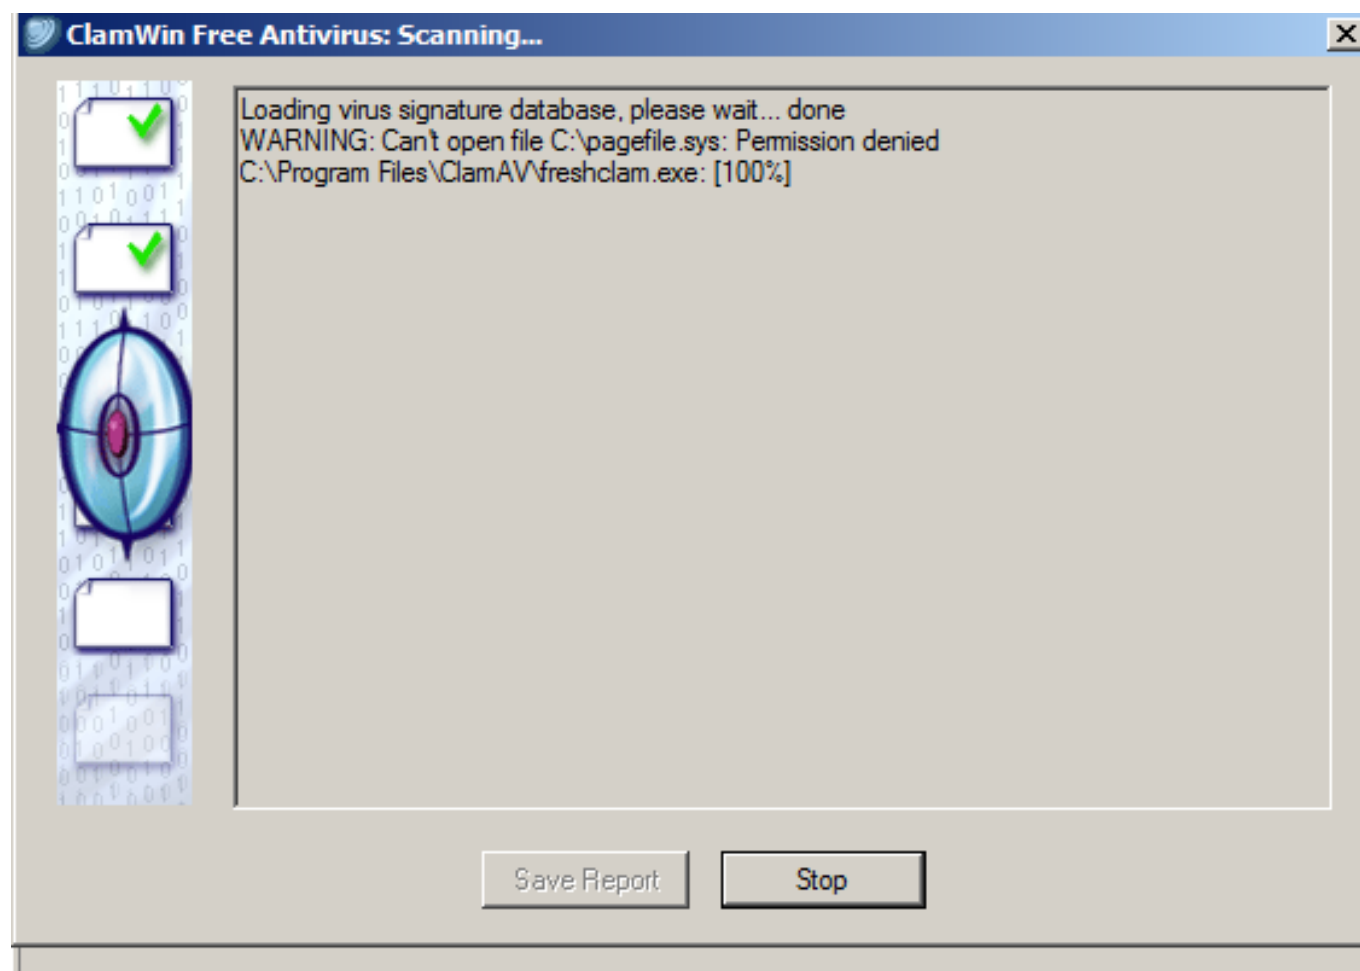 ClamWin Free Antivirus: Scanning...
Loading virus signature database, please wait... done
WARNING: Can't open file C:\pagefile.sys: Permission denied
C:\Program Files\ClamAV\freshclam.exe: [100%]
Save Report
Stop